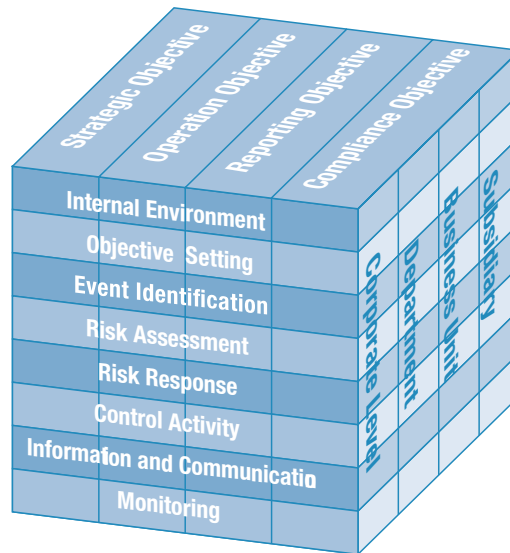 Strategic Objective
Operation Objective
Reporting Objective
Compliance Objective
Internal Environment
Objective Setting
Event Identification
Risk Assessment
Risk Response
Control Activity
Informaton and Communicatio
Monitoring
Corporate Level
Department
Business Unit
Subsidiary